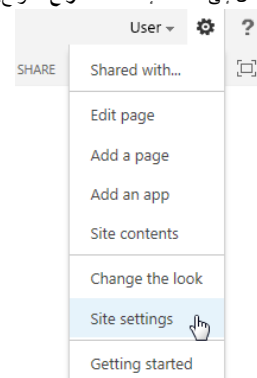 User
SHARE
Shared with...
Edit page
Add a page
Add an app
Site contents
Change the look
Site settings
Getting started